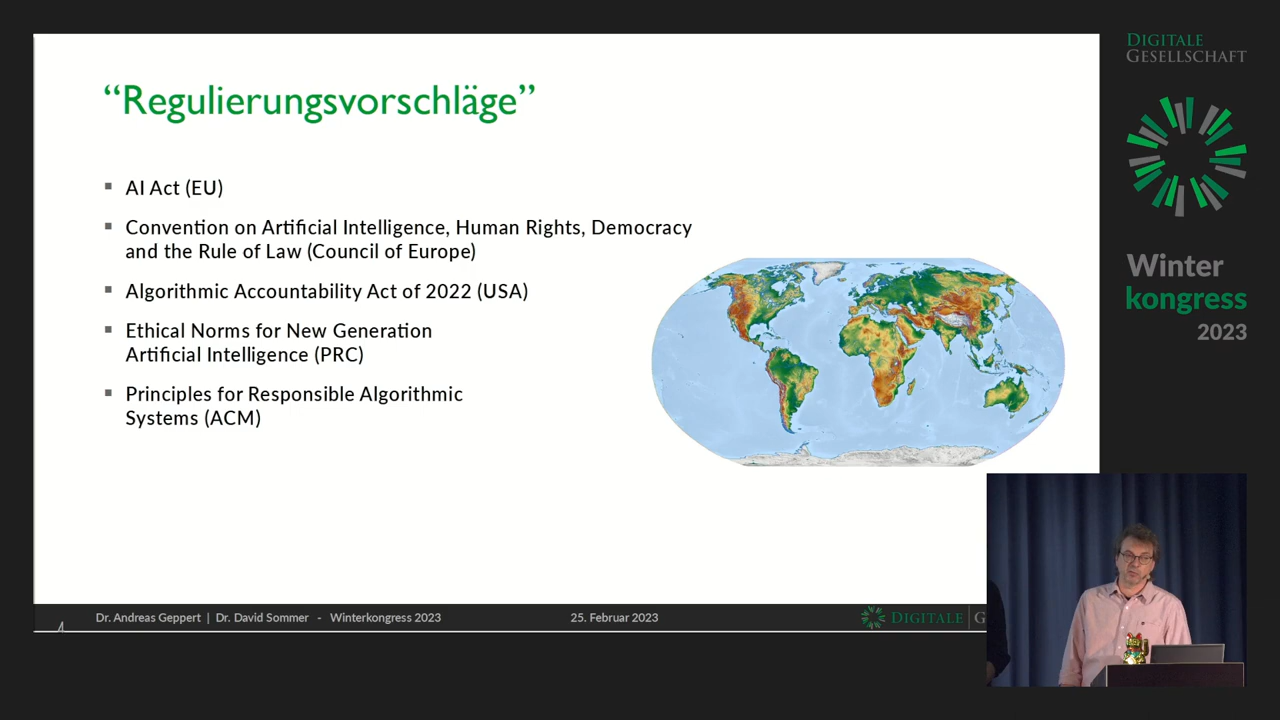 “Regulierungsvorschläge”
AI Act (EU)
Convention on Artificial Intelligence, Human Rights, Democracy
and the Rule of Law (Council of Europe)
Algorithmic Accountability Act of 2022 (USA)
Ethical Norms for New Generation
Artificial Intelligence (PRC)
Principles for Responsible Algorithmic
Systems (ACM)
4
Dr. Andreas Geppert | Dr. David Sommer - Winterkongress 2023
25. Februar 2023
DIGITALE G
DIGITALE
GESELLSCHAFT
Winter
kongress
2023